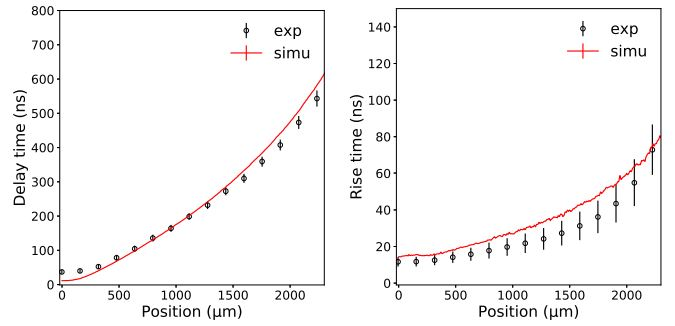 800
700
600
500
400
300
200
100
0
0 500 1000 1500 2000
Delay time (ns)
Position (μm)
exp
simu
140
120
100
80
60
40
20
0
0 500 1000 1500 2000
Rise time (ns)
Position (μm)
exp
simu